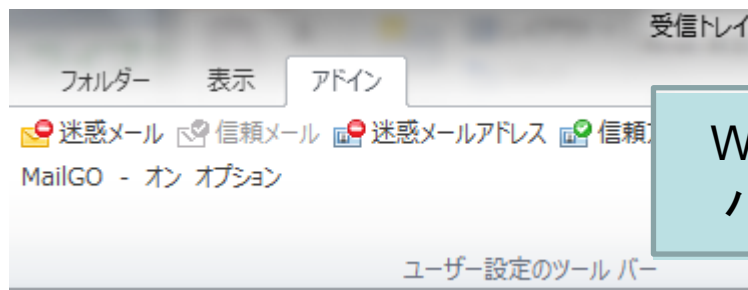 受信トレイ
フォルダー 表示 アドイン
迷惑メール 信頼メール 迷惑メールアドレス 信頼
MailGO - オン オプション
W
パ
ユーザー設定のツール バー